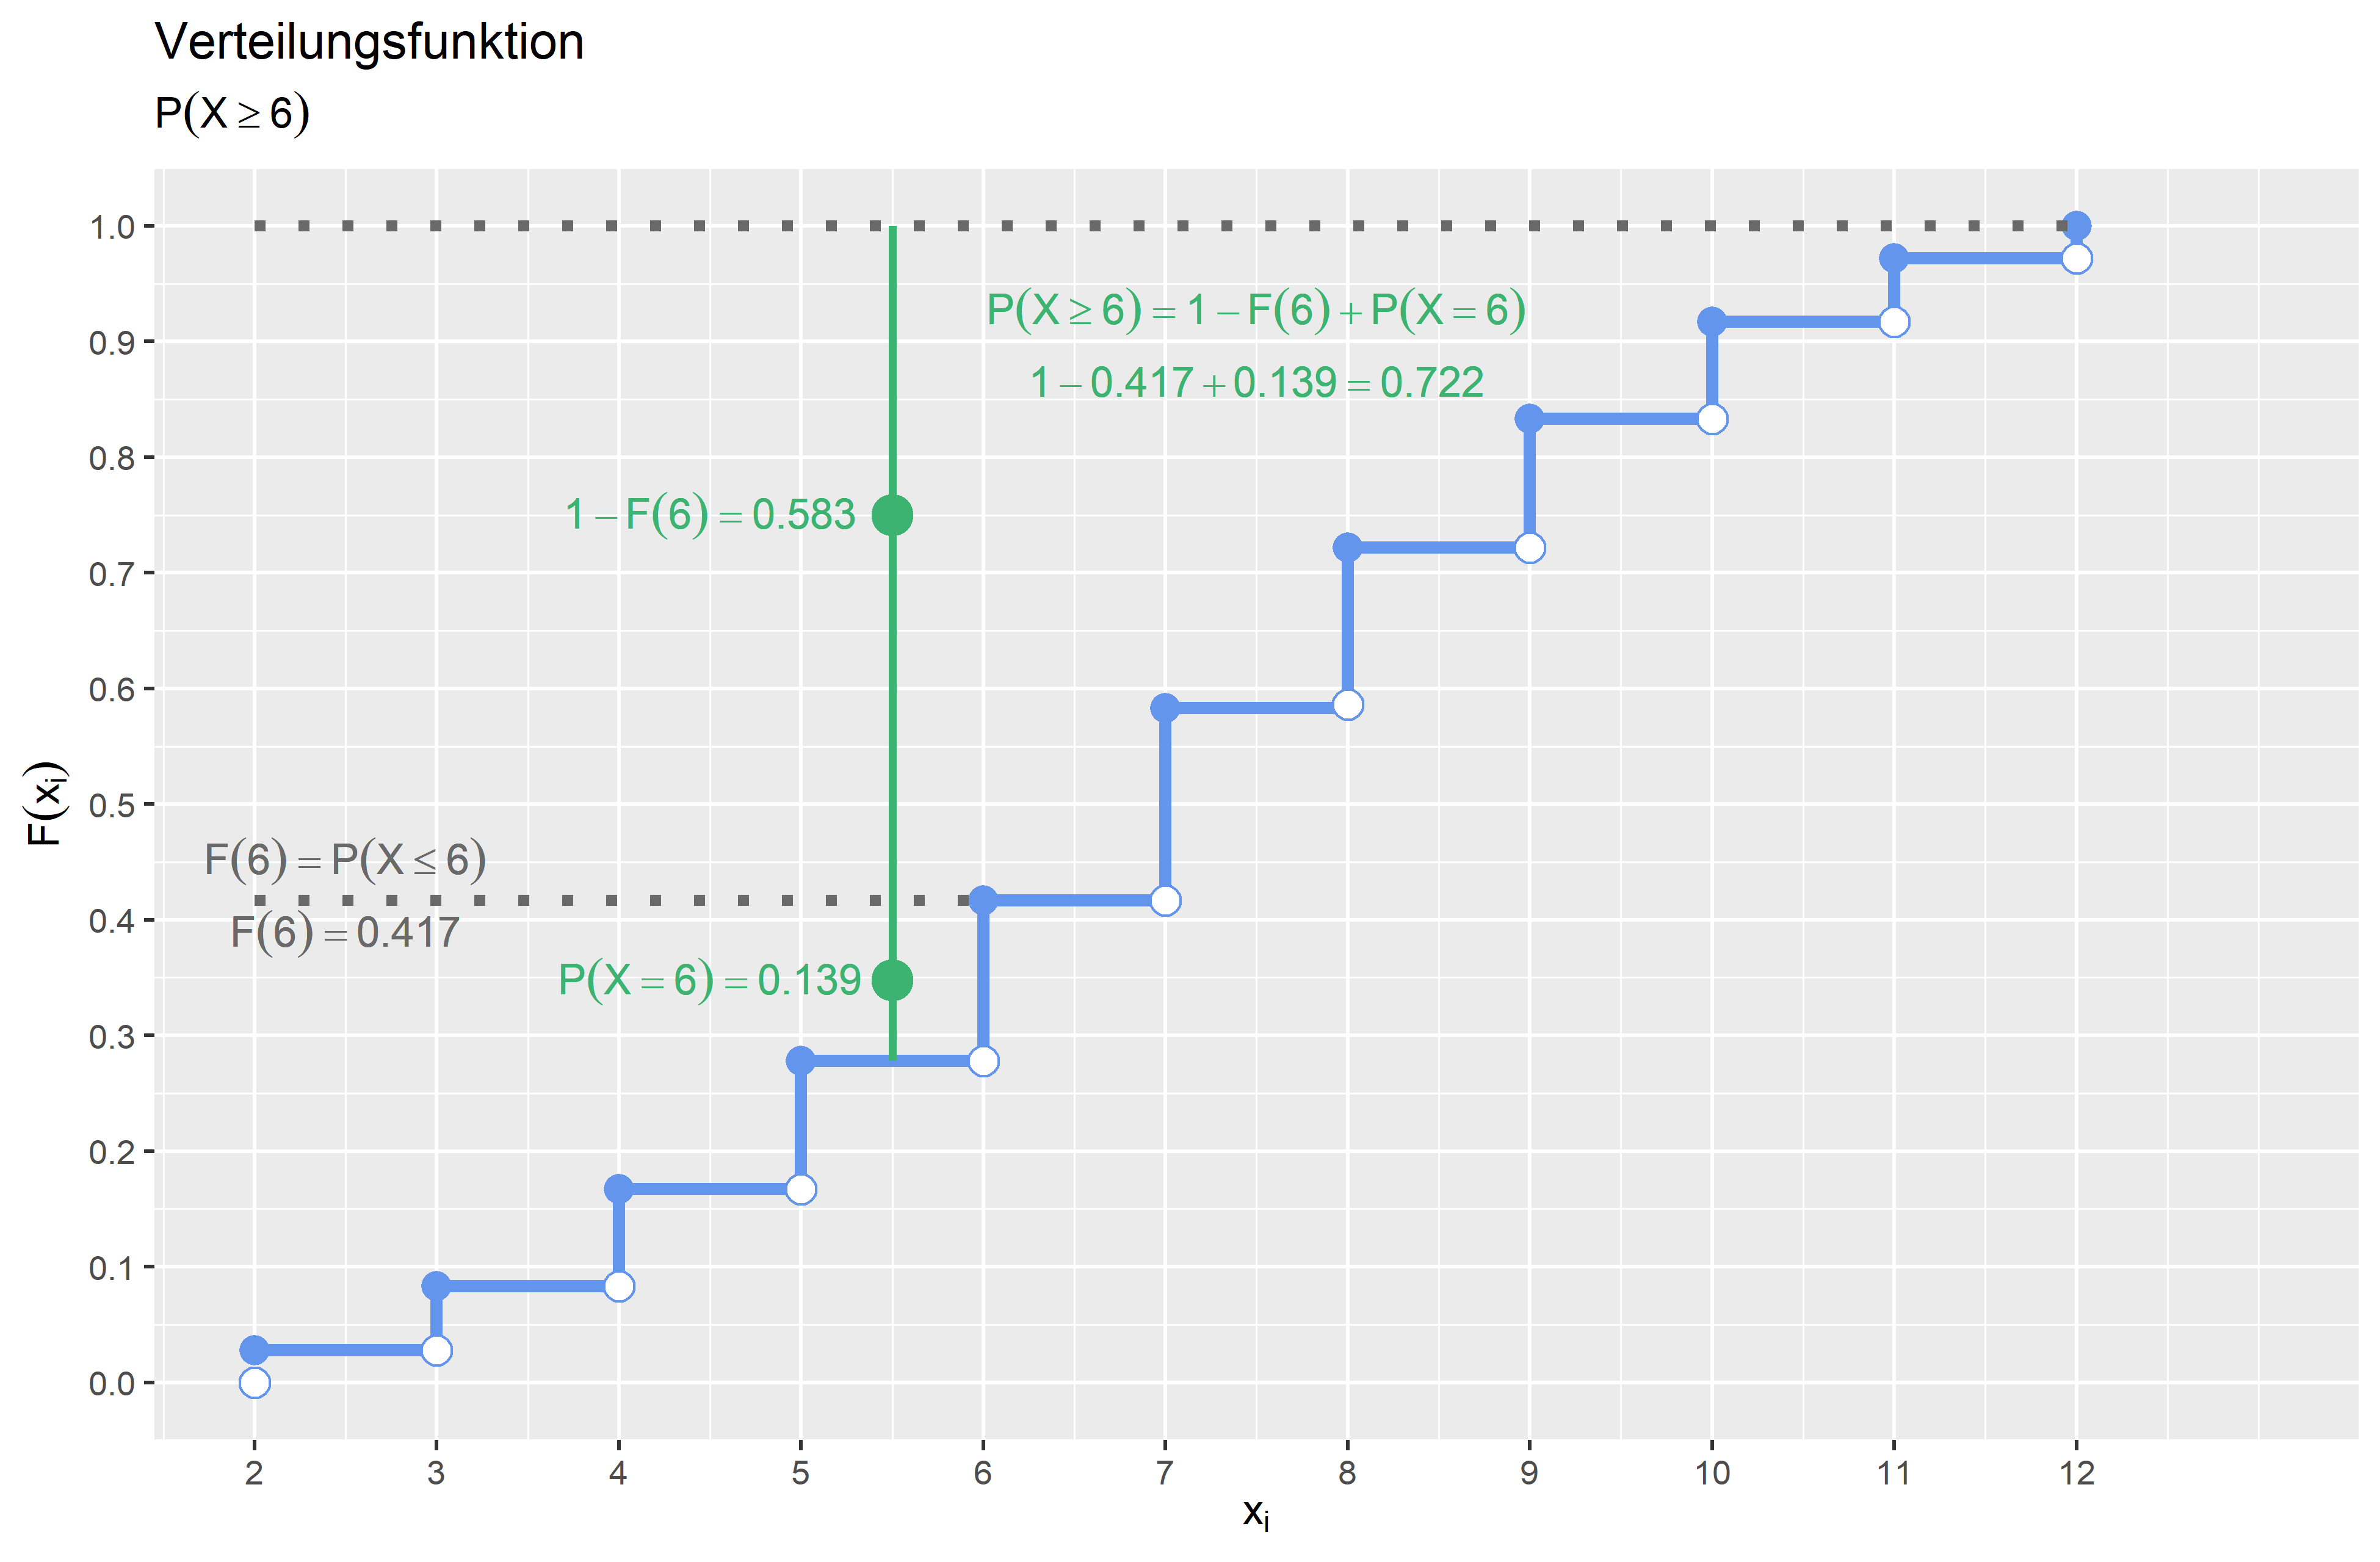 Verteilungsfunktion
P(X ≥ 6)
F(xᵢ)
1.0
0.9
0.8
0.7
0.6
0.5
0.4
0.3
0.2
0.1
0.0
P(X ≥ 6) = 1 − F(6) + P(X = 6)
1 − 0.417 + 0.139 = 0.722
1 − F(6) = 0.583
F(6) = P(X ≤ 6)
F(6) = 0.417
P(X = 6) = 0.139
2 3 4 5 6 7 8 9 10 11 12
xᵢ